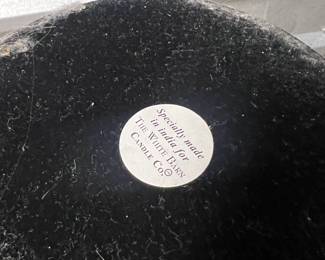 Specially made
in india for
THE WHITE BARN
CANDLE CO.